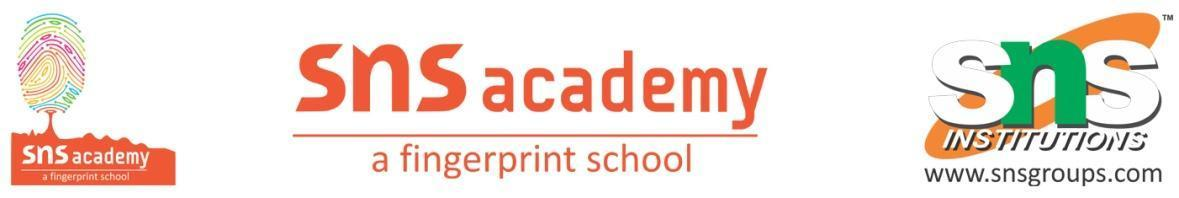 sns academy
a fingerprint school
sns academy
a fingerprint school
sns
INSTITUTIONS
www.snsgroups.com
TM